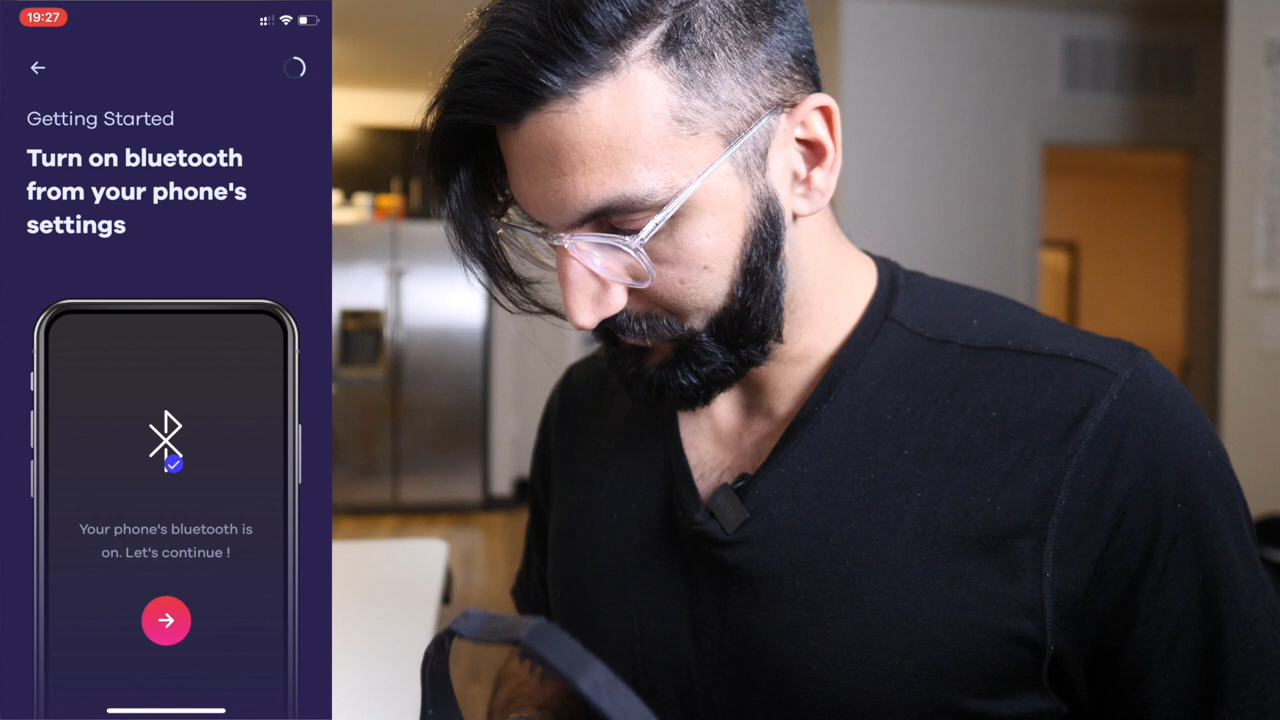 19:27
Getting Started
Turn on bluetooth
from your phone's
settings
Your phone's bluetooth is
on. Let's continue !